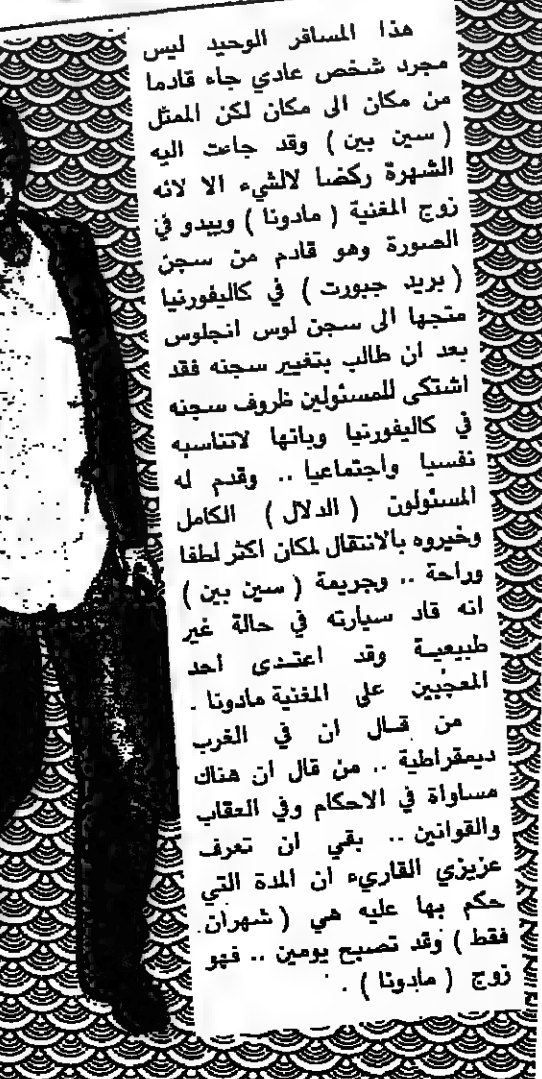 هذا المسافر الوحيد ليس
مجرد شخص عادي جاء قادما
من مكان الى مكان لكن الممثل
( سين بين ) وقد جاءت اليه
الشهرة ركضا لالشيء الا لانه
زوج المغنية ( مادونا ) ويبدو في
الصورة وهو قادم من سجن
( بريد جبورت ) في كاليفورنيا
متجها الى سجن لوس انجلوس
بعد ان طالب بتغيير سجنه فقد
اشتكى للمسئولين ظروف سجنه
في كاليفورنيا وبانها لاتناسبه
نفسيا واجتماعيا .. وقدم له
المسئولون ( الدلال ) الكامل
وخيروه بالانتقال لمكان اكثر لطفا
وراحة .. وجريمة ( سين بين )
انه قاد سيارته في حالة غير
طبيعية وقد اعتدى احد
المعجبين على المغنية مادونا .
من قال ان في الغرب
ديمقراطية .. من قال ان هناك
مساواة في الاحكام وفي العقاب
والقوانين .. بقي ان تعرف
عزيزي القاريء ان المدة التي
حكم بها عليه هي ( شهران
فقط ) وقد تصبح يومين .. فهو
زوج ( مادونا ) .